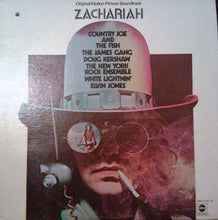 Original Motion Picture Soundtrack
ZACHARIAH
COUNTRY JOE AND
THE FISH
THE JAMES GANG
DOUG KERSHAW
THE NEW YORK
ROCK ENSEMBLE
WHITE LIGHTNIN'
ELVIN JONES